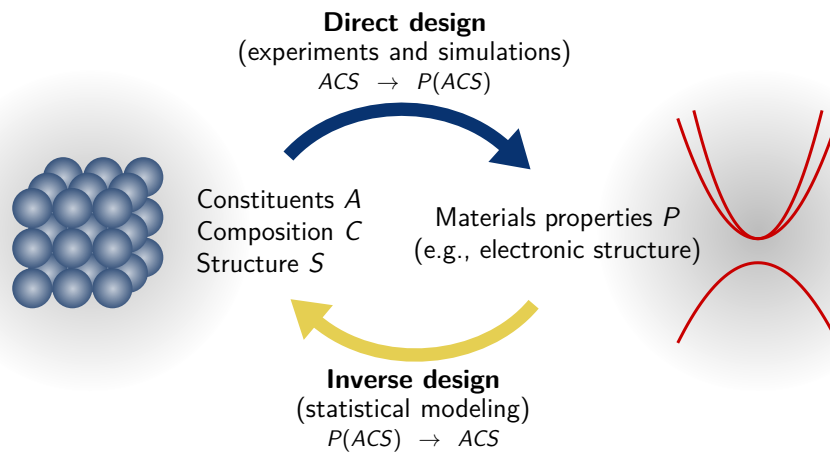 Direct design
(experiments and simulations)
ACS → P(ACS)
Constituents A
Composition C
Structure S
Materials properties P
(e.g., electronic structure)
Inverse design
(statistical modeling)
P(ACS) → ACS